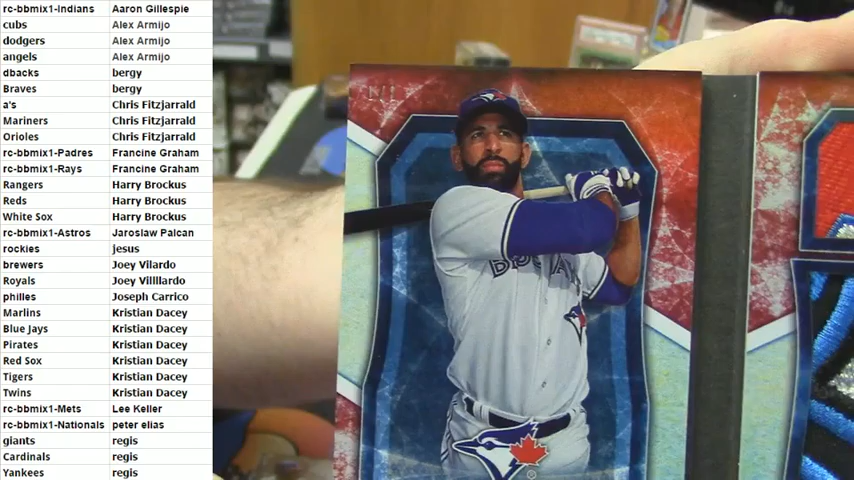 rc-bbmix1-Indians Aaron Gillespie
cubs Alex Armijo
dodgers Alex Armijo
angels Alex Armijo
dbacks bergy
Braves bergy
a's Chris Fitzjarrald
Mariners Chris Fitzjarrald
Orioles Chris Fitzjarrald
rc-bbmix1-Padres Francine Graham
rc-bbmix1-Rays Francine Graham
Rangers Harry Brockus
Reds Harry Brockus
White Sox Harry Brockus
rc-bbmix1-Astros Jaroslaw Palcan
rockies jesus
brewers Joey Vilardo
Royals Joey Villlardo
philles Joseph Carrico
Marlins Kristian Dacey
Blue Jays Kristian Dacey
Pirates Kristian Dacey
Red Sox Kristian Dacey
Tigers Kristian Dacey
Twins Kristian Dacey
rc-bbmix1-Mets Lee Keller
rc-bbmix1-Nationals peter elias
giants regis
Cardinals regis
Yankees regis